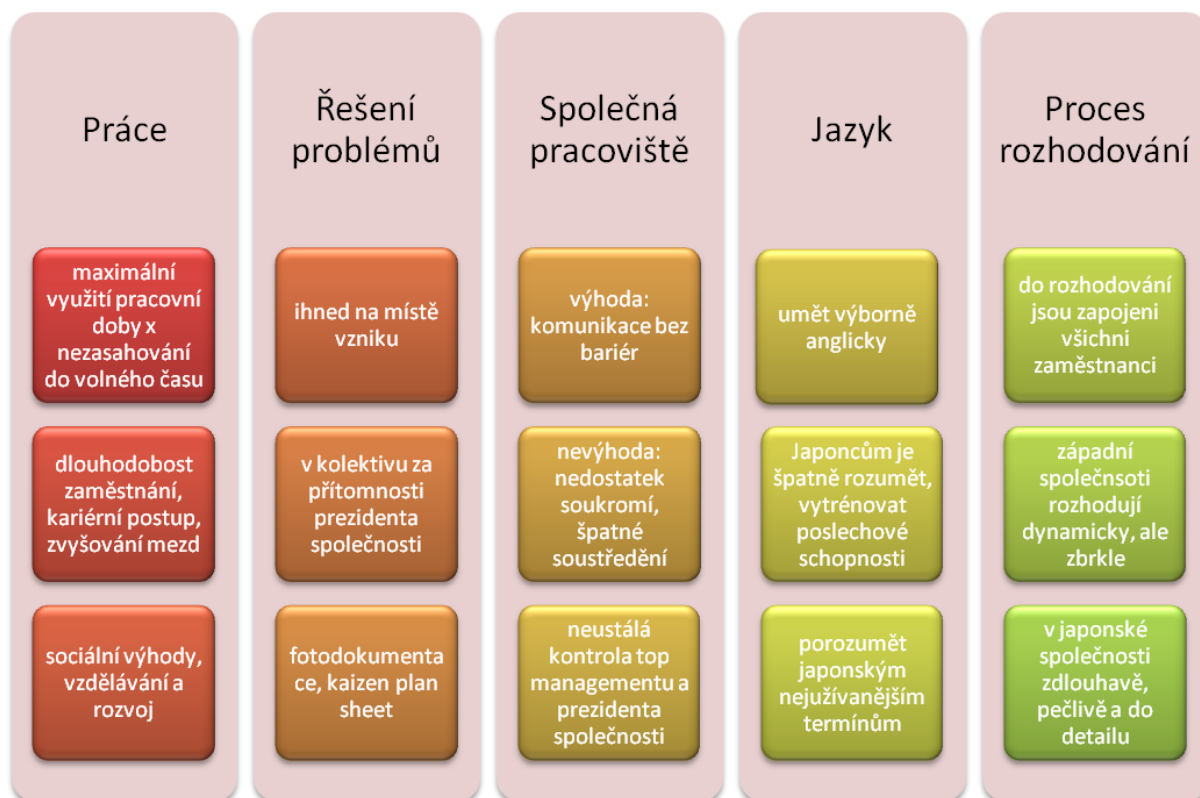 Práce
maximální
využití pracovní
doby x
nezasahování
do volného času
dlouhodobost
zaměstnání,
kariérní postup,
zvyšování mezd
sociální výhody,
vzdělávání a
rozvoj
Řešení
problémů
ihned na místě
vzniku
v kolektivu za
přítomnosti
prezidenta
společnosti
fotodokumenta
ce, kaizen plan
sheet
Společná
pracoviště
výhoda:
komunikace bez
bariér
nevýhoda:
nedostatek
soukromí,
špatné
soustředění
neustálá
kontrola top
managementu a
prezidenta
společnosti
Jazyk
umět výborně
anglicky
Japoncům je
špatně rozumět,
vytrénovat
poslechové
schopnosti
porozumět
japonským
nejužívanějším
termínům
Proces
rozhodování
do rozhodování
jsou zapojeni
všichni
zaměstnanci
západní
společnsoti
rozhodují
dynamicky, ale
zbrkle
v japonské
společnosti
zdlouhavě,
pečlivě a do
detailu